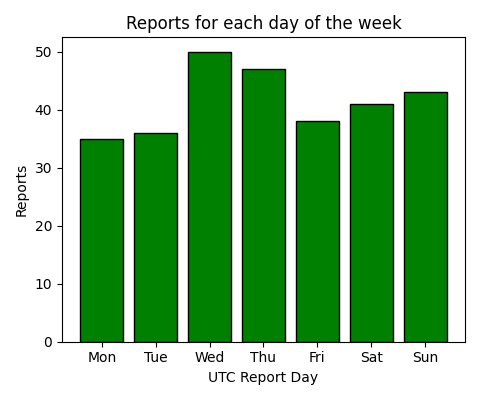 Reports for each day of the week
Reports
50
40
30
20
10
0
Mon Tue Wed Thu Fri Sat Sun
UTC Report Day